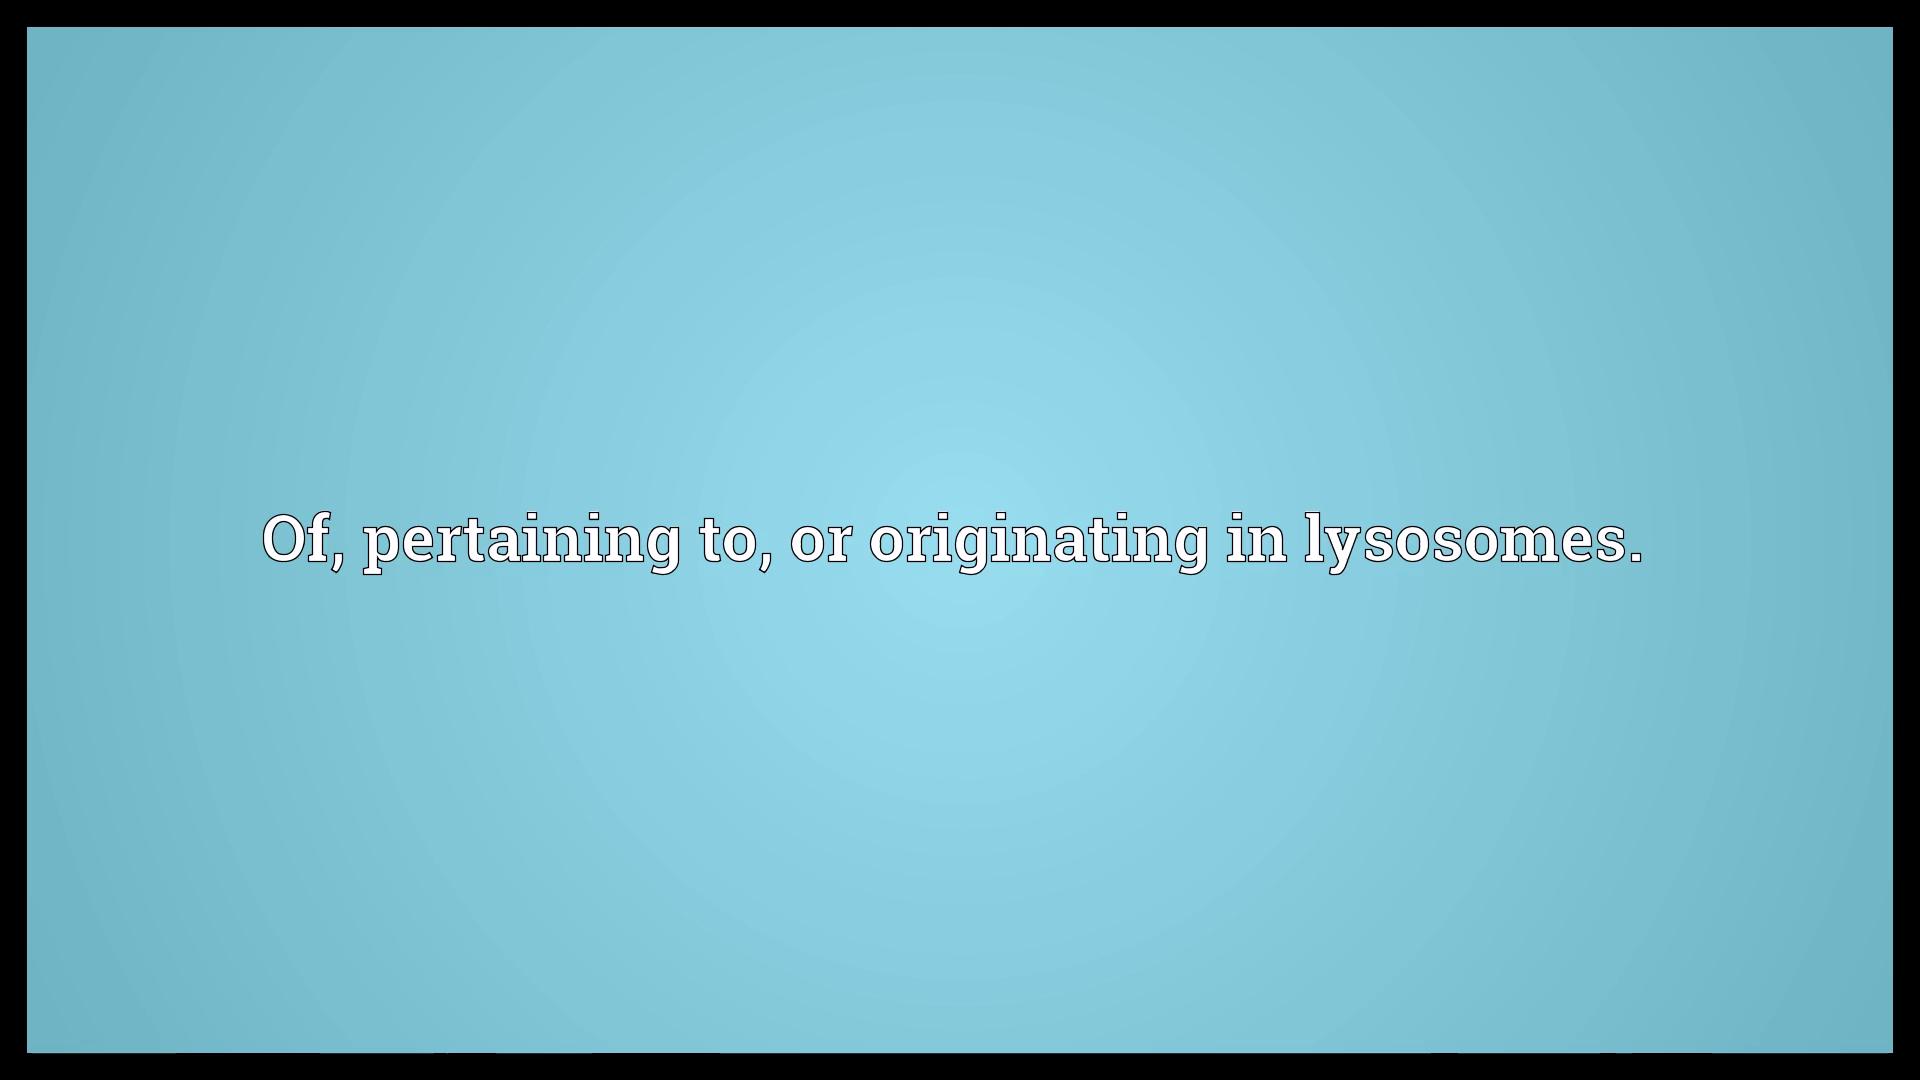 Of, pertaining to, or originating in lysosomes.